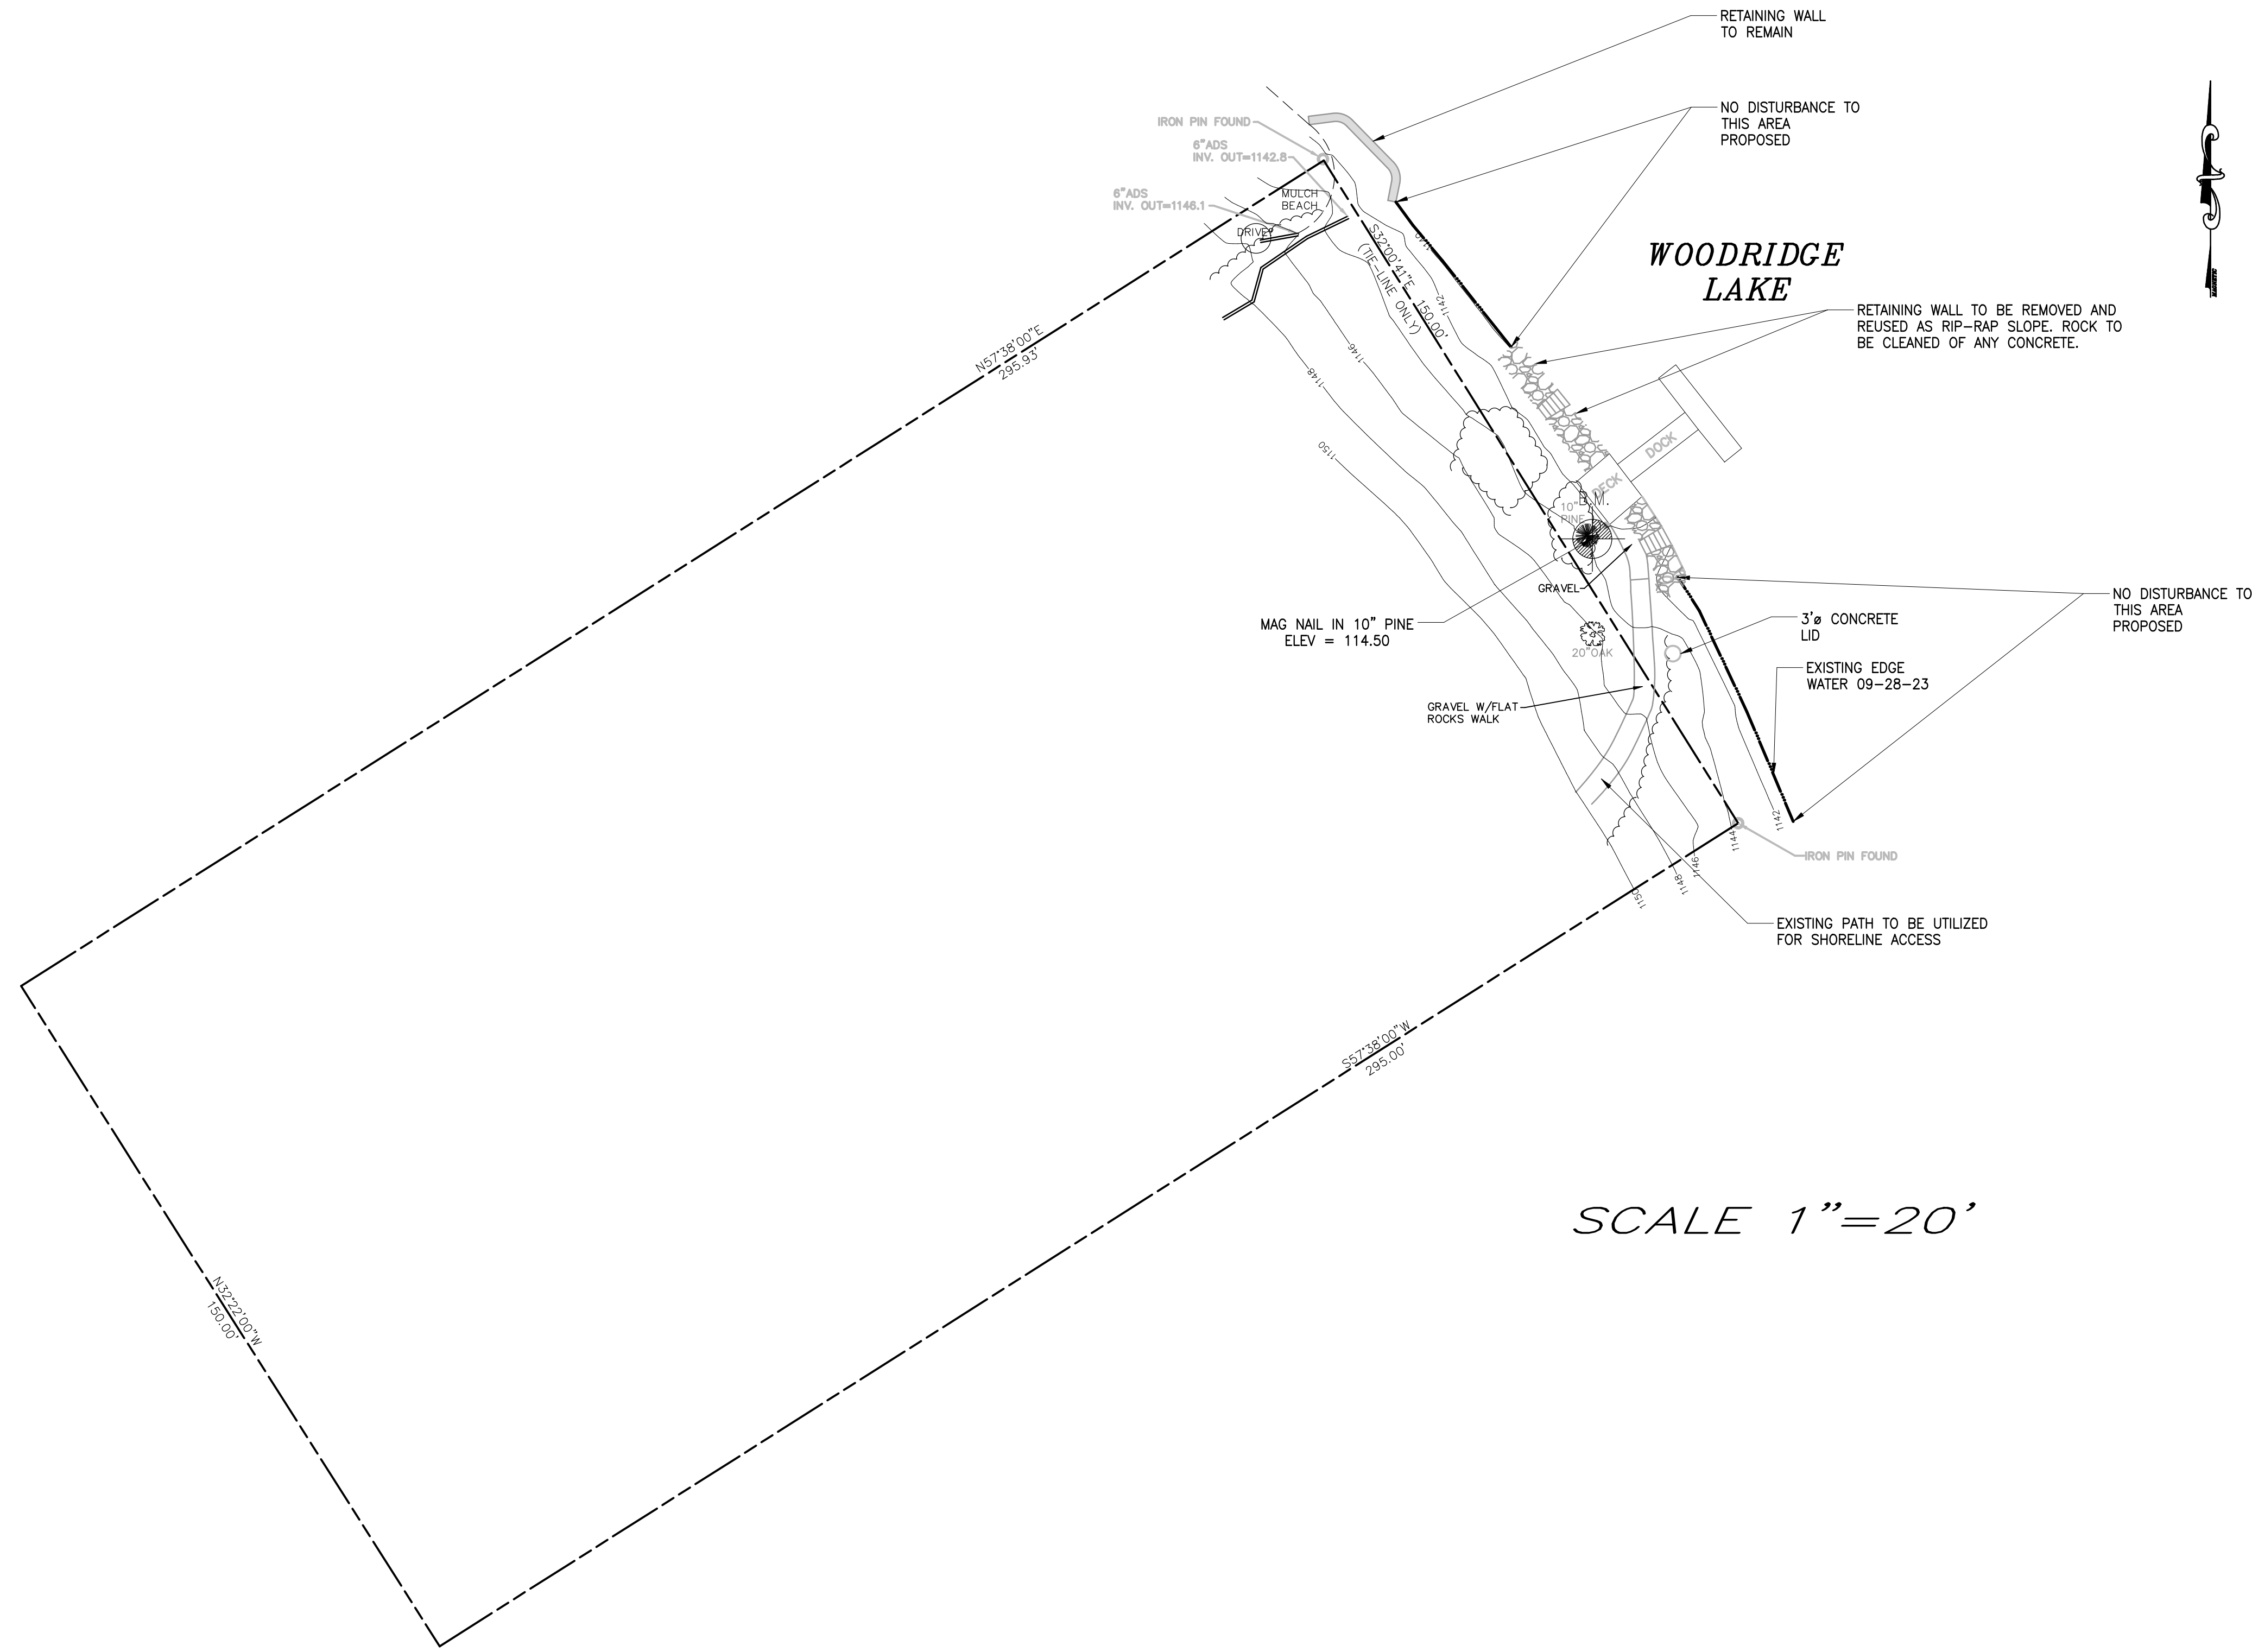 RETAINING WALL
TO REMAIN
NO DISTURBANCE TO
THIS AREA
PROPOSED
IRON PIN FOUND
6"ADS
INV. OUT=1142.8
6"ADS
INV. OUT=1146.1
MULCH
BEACH
DRIVE
WOODRIDGE
LAKE
MAGNETIC
S32°00'41"E 150.00'
(TIE-LINE ONLY)
1140
1142
1146
1148
1150
RETAINING WALL TO BE REMOVED AND
REUSED AS RIP-RAP SLOPE. ROCK TO
BE CLEANED OF ANY CONCRETE.
N57°38'00"E
295.93'
DOCK
DECK
B.M.
10"
PINE
GRAVEL
MAG NAIL IN 10" PINE
ELEV = 114.50
20"OAK
3'ø CONCRETE
LID
NO DISTURBANCE TO
THIS AREA
PROPOSED
EXISTING EDGE
WATER 09-28-23
GRAVEL W/FLAT
ROCKS WALK
1142
1144
1146
1148
1150
IRON PIN FOUND
EXISTING PATH TO BE UTILIZED
FOR SHORELINE ACCESS
S57°38'00"W
295.00'
SCALE 1"=20'
N32°22'00"W
150.00'